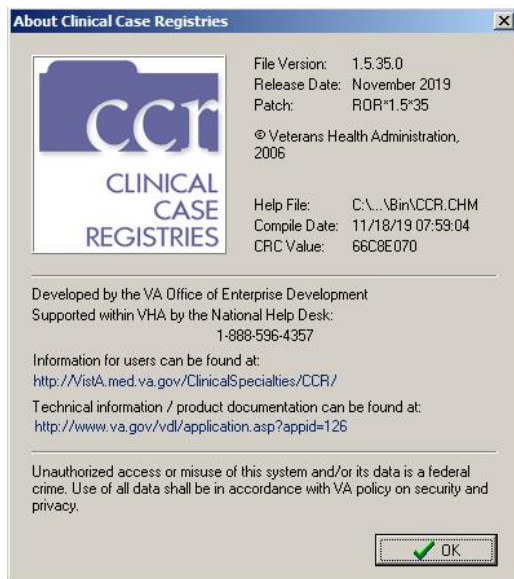 About Clinical Case Registries
ccr
CLINICAL
CASE
REGISTRIES
File Version: 1.5.35.0
Release Date: November 2019
Patch: ROR*1.5*35
© Veterans Health Administration,
2006
Help File: C:\...\Bin\CCR.CHM
Compile Date: 11/18/19 07:59:04
CRC Value: 66C8E070
Developed by the VA Office of Enterprise Development
Supported within VHA by the National Help Desk:
1-888-596-4357
Information for users can be found at:
http://VistA.med.va.gov/ClinicalSpecialties/CCR/
Technical information / product documentation can be found at:
http://www.va.gov/vdl/application.asp?appid=126
Unauthorized access or misuse of this system and/or its data is a federal
crime. Use of all data shall be in accordance with VA policy on security and
privacy.
OK